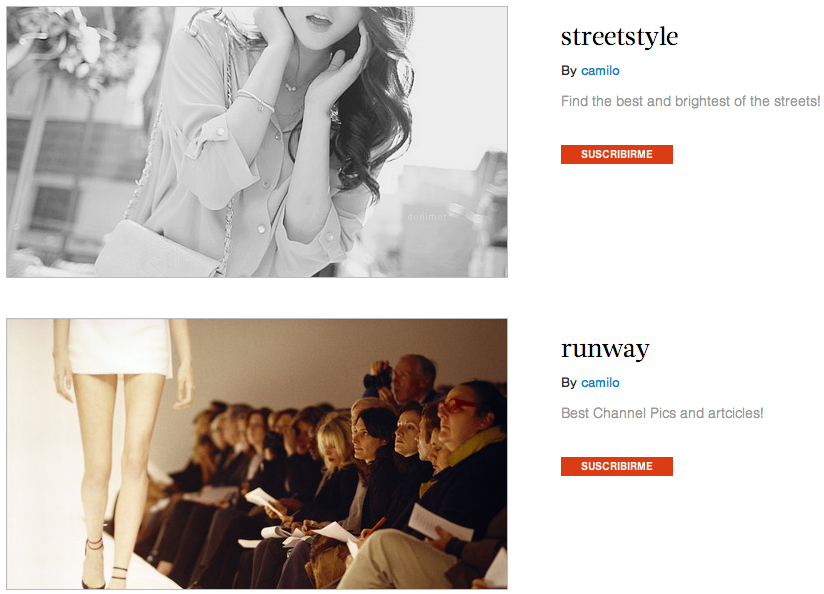 streetstyle
By camilo
Find the best and brightest of the streets!
SUSCRIBIRME
runway
By camilo
Best Channel Pics and artcicles!
SUSCRIBIRME